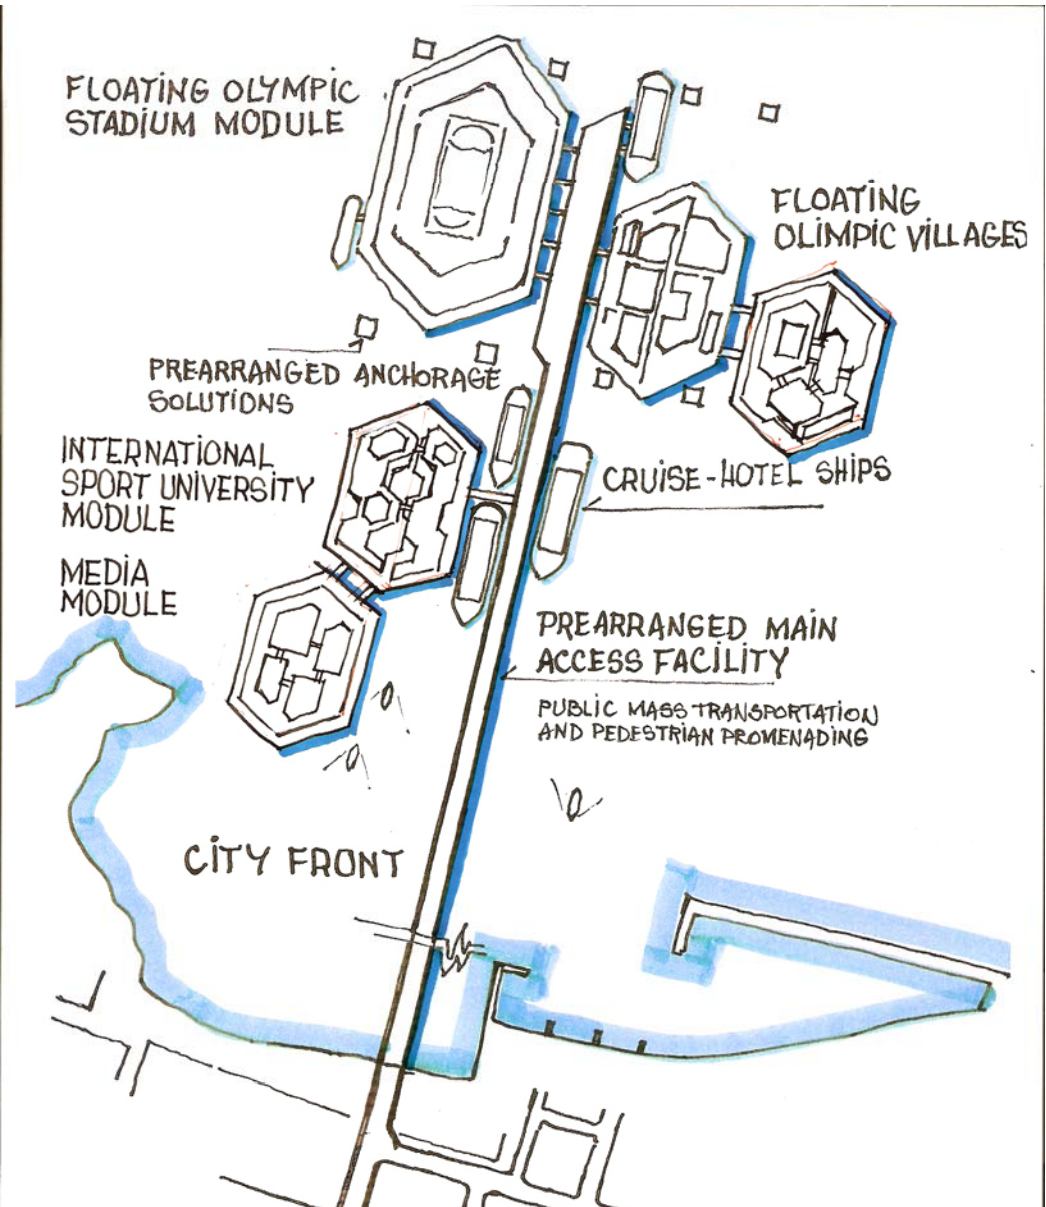 FLOATING OLYMPIC
STADIUM MODULE
FLOATING
OLIMPIC VILLAGES
PREARRANGED ANCHORAGE
SOLUTIONS
INTERNATIONAL
SPORT UNIVERSITY
MODULE
CRUISE-HOTEL SHIPS
MEDIA
MODULE
PREARRANGED MAIN
ACCESS FACILITY
PUBLIC MASS TRANSPORTATION
AND PEDESTRIAN PROMENADING
CITY FRONT